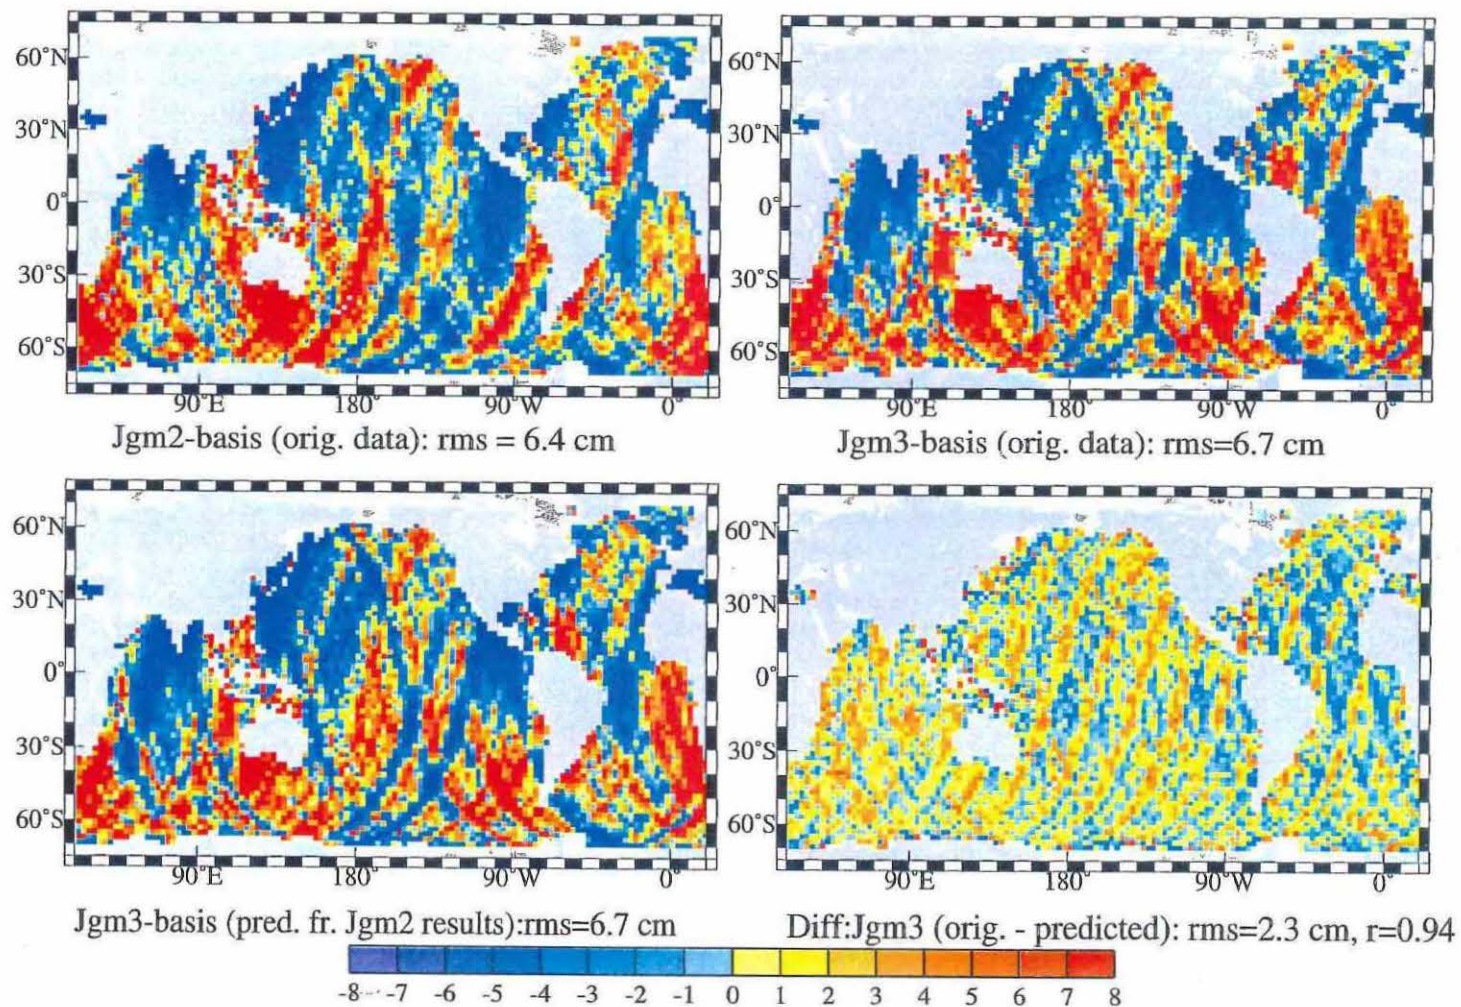 60°N
30°N
0°
30°S
60°S
90°E 180° 90°W 0°
Jgm2-basis (orig. data): rms = 6.4 cm
60°N
30°N
0°
30°S
60°S
90°E 180° 90°W 0°
Jgm3-basis (orig. data): rms=6.7 cm
60°N
30°N
0°
30°S
60°S
90°E 180° 90°W 0°
Jgm3-basis (pred. fr. Jgm2 results):rms=6.7 cm
60°N
30°N
0°
30°S
60°S
90°E 180° 90°W 0°
Diff:Jgm3 (orig. - predicted): rms=2.3 cm, r=0.94
-8 -7 -6 -5 -4 -3 -2 -1 0 1 2 3 4 5 6 7 8